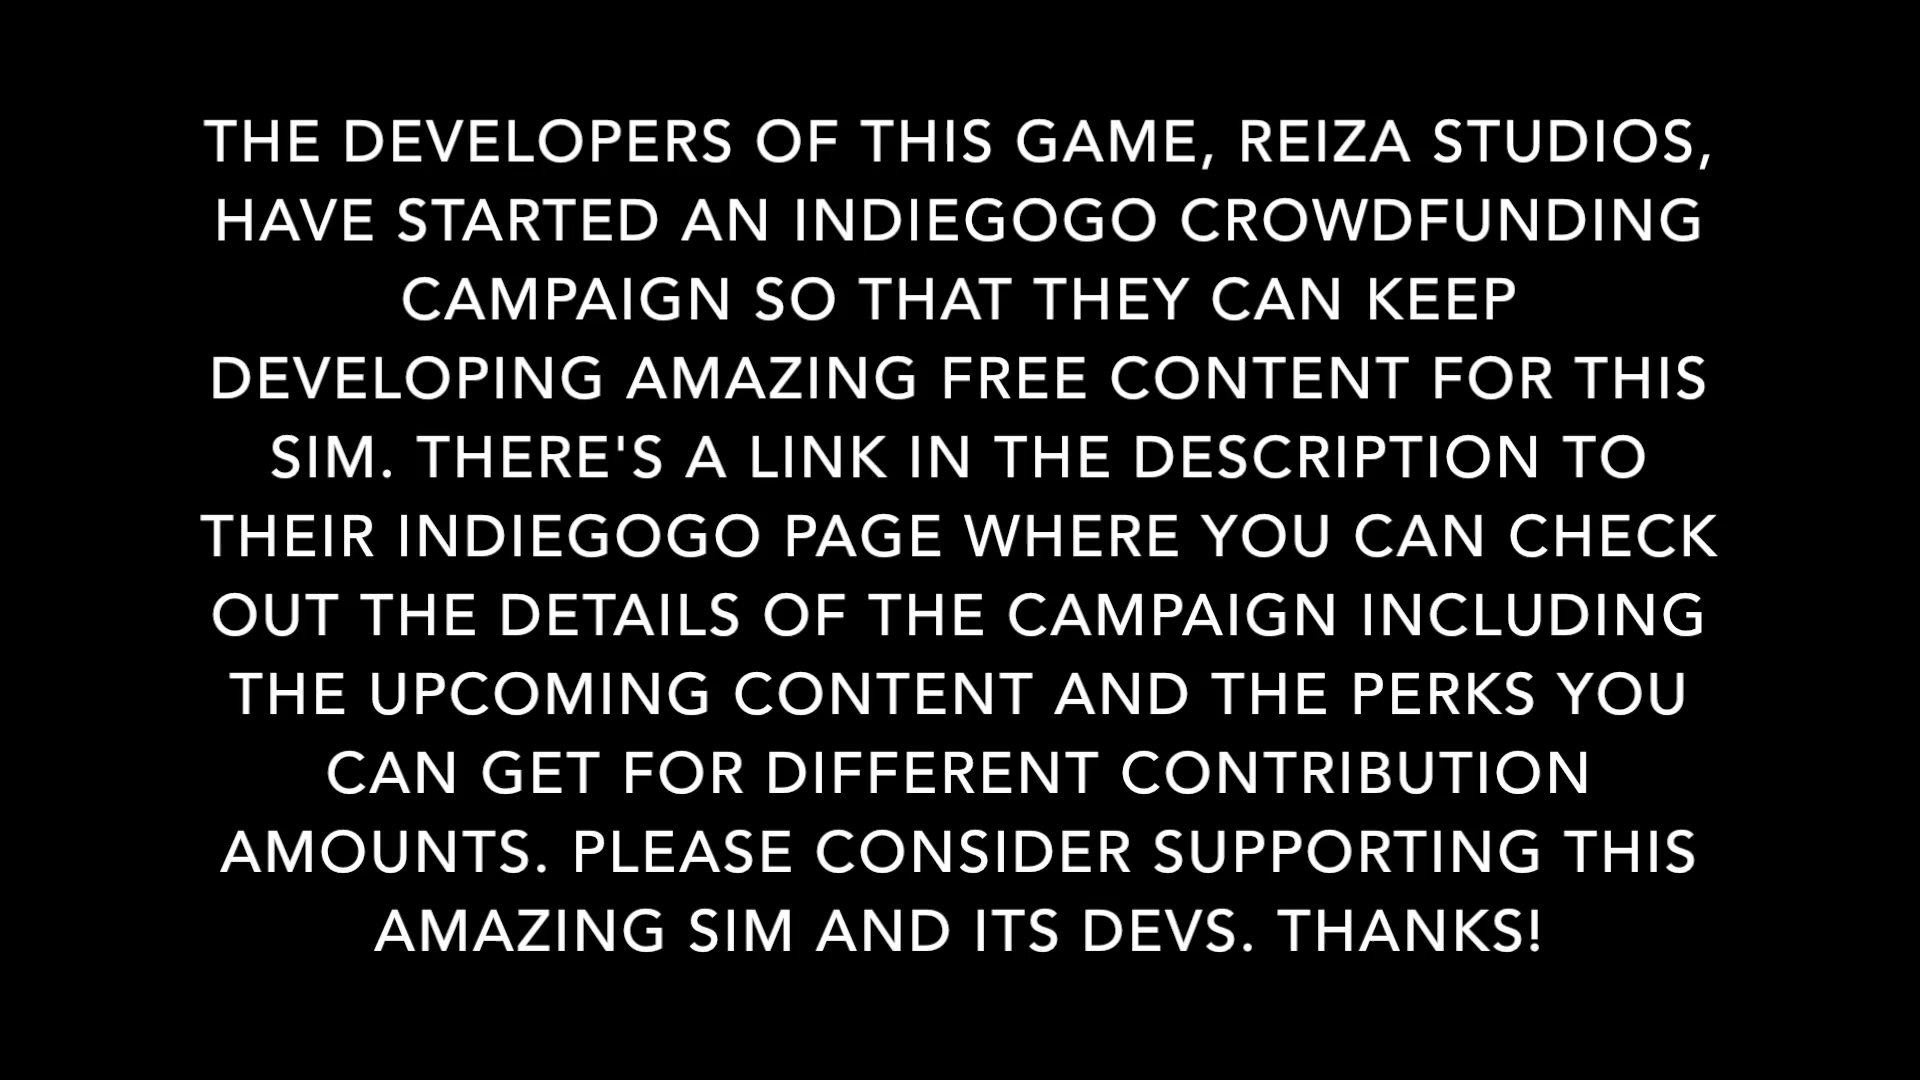 THE DEVELOPERS OF THIS GAME, REIZA STUDIOS,
HAVE STARTED AN INDIEGOGO CROWDFUNDING
CAMPAIGN SO THAT THEY CAN KEEP
DEVELOPING AMAZING FREE CONTENT FOR THIS
SIM. THERE'S A LINK IN THE DESCRIPTION TO
THEIR INDIEGOGO PAGE WHERE YOU CAN CHECK
OUT THE DETAILS OF THE CAMPAIGN INCLUDING
THE UPCOMING CONTENT AND THE PERKS YOU
CAN GET FOR DIFFERENT CONTRIBUTION
AMOUNTS. PLEASE CONSIDER SUPPORTING THIS
AMAZING SIM AND ITS DEVS. THANKS!